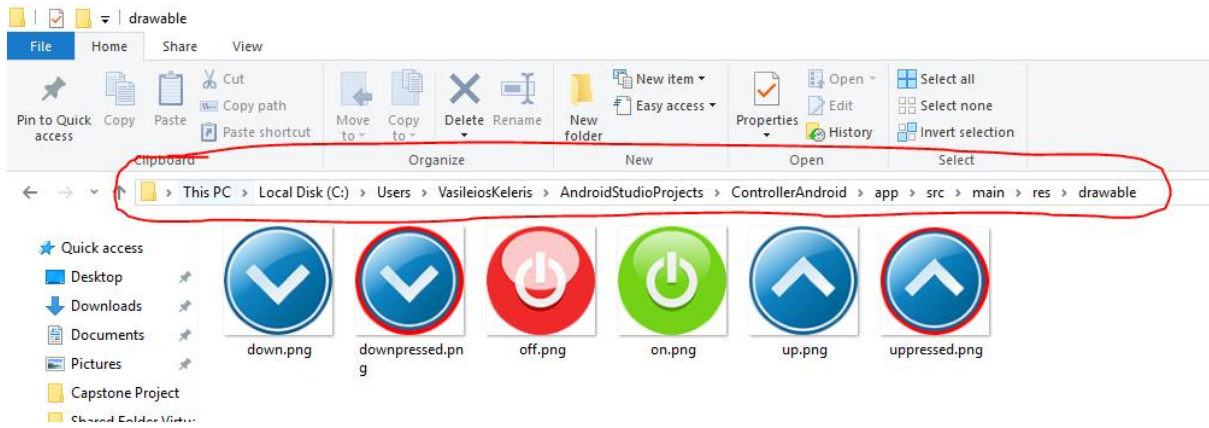 drawable
File Home Share View
Pin to Quick access
Copy
Paste
Cut
Copy path
Paste shortcut
Clipboard
Move to
Copy to
Delete
Rename
Organize
New folder
New item
Easy access
New
Properties
Open
Edit
History
Open
Select all
Select none
Invert selection
Select
This PC > Local Disk (C:) > Users > VasileiosKeleris > AndroidStudioProjects > ControllerAndroid > app > src > main > res > drawable
Quick access
Desktop
Downloads
Documents
Pictures
Capstone Project
Shared Folder Virtu
down.png
downpressed.pn
g
off.png
on.png
up.png
uppressed.png